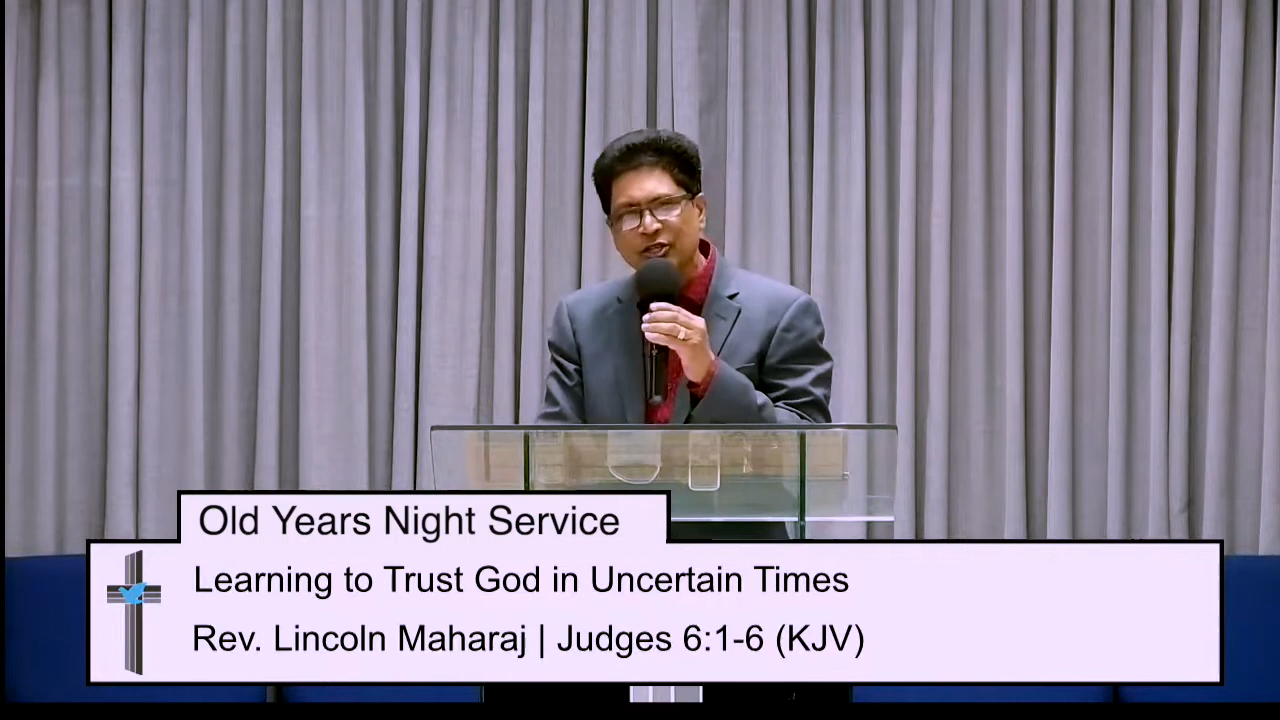 Old Years Night Service
Learning to Trust God in Uncertain Times
Rev. Lincoln Maharaj | Judges 6:1-6 (KJV)